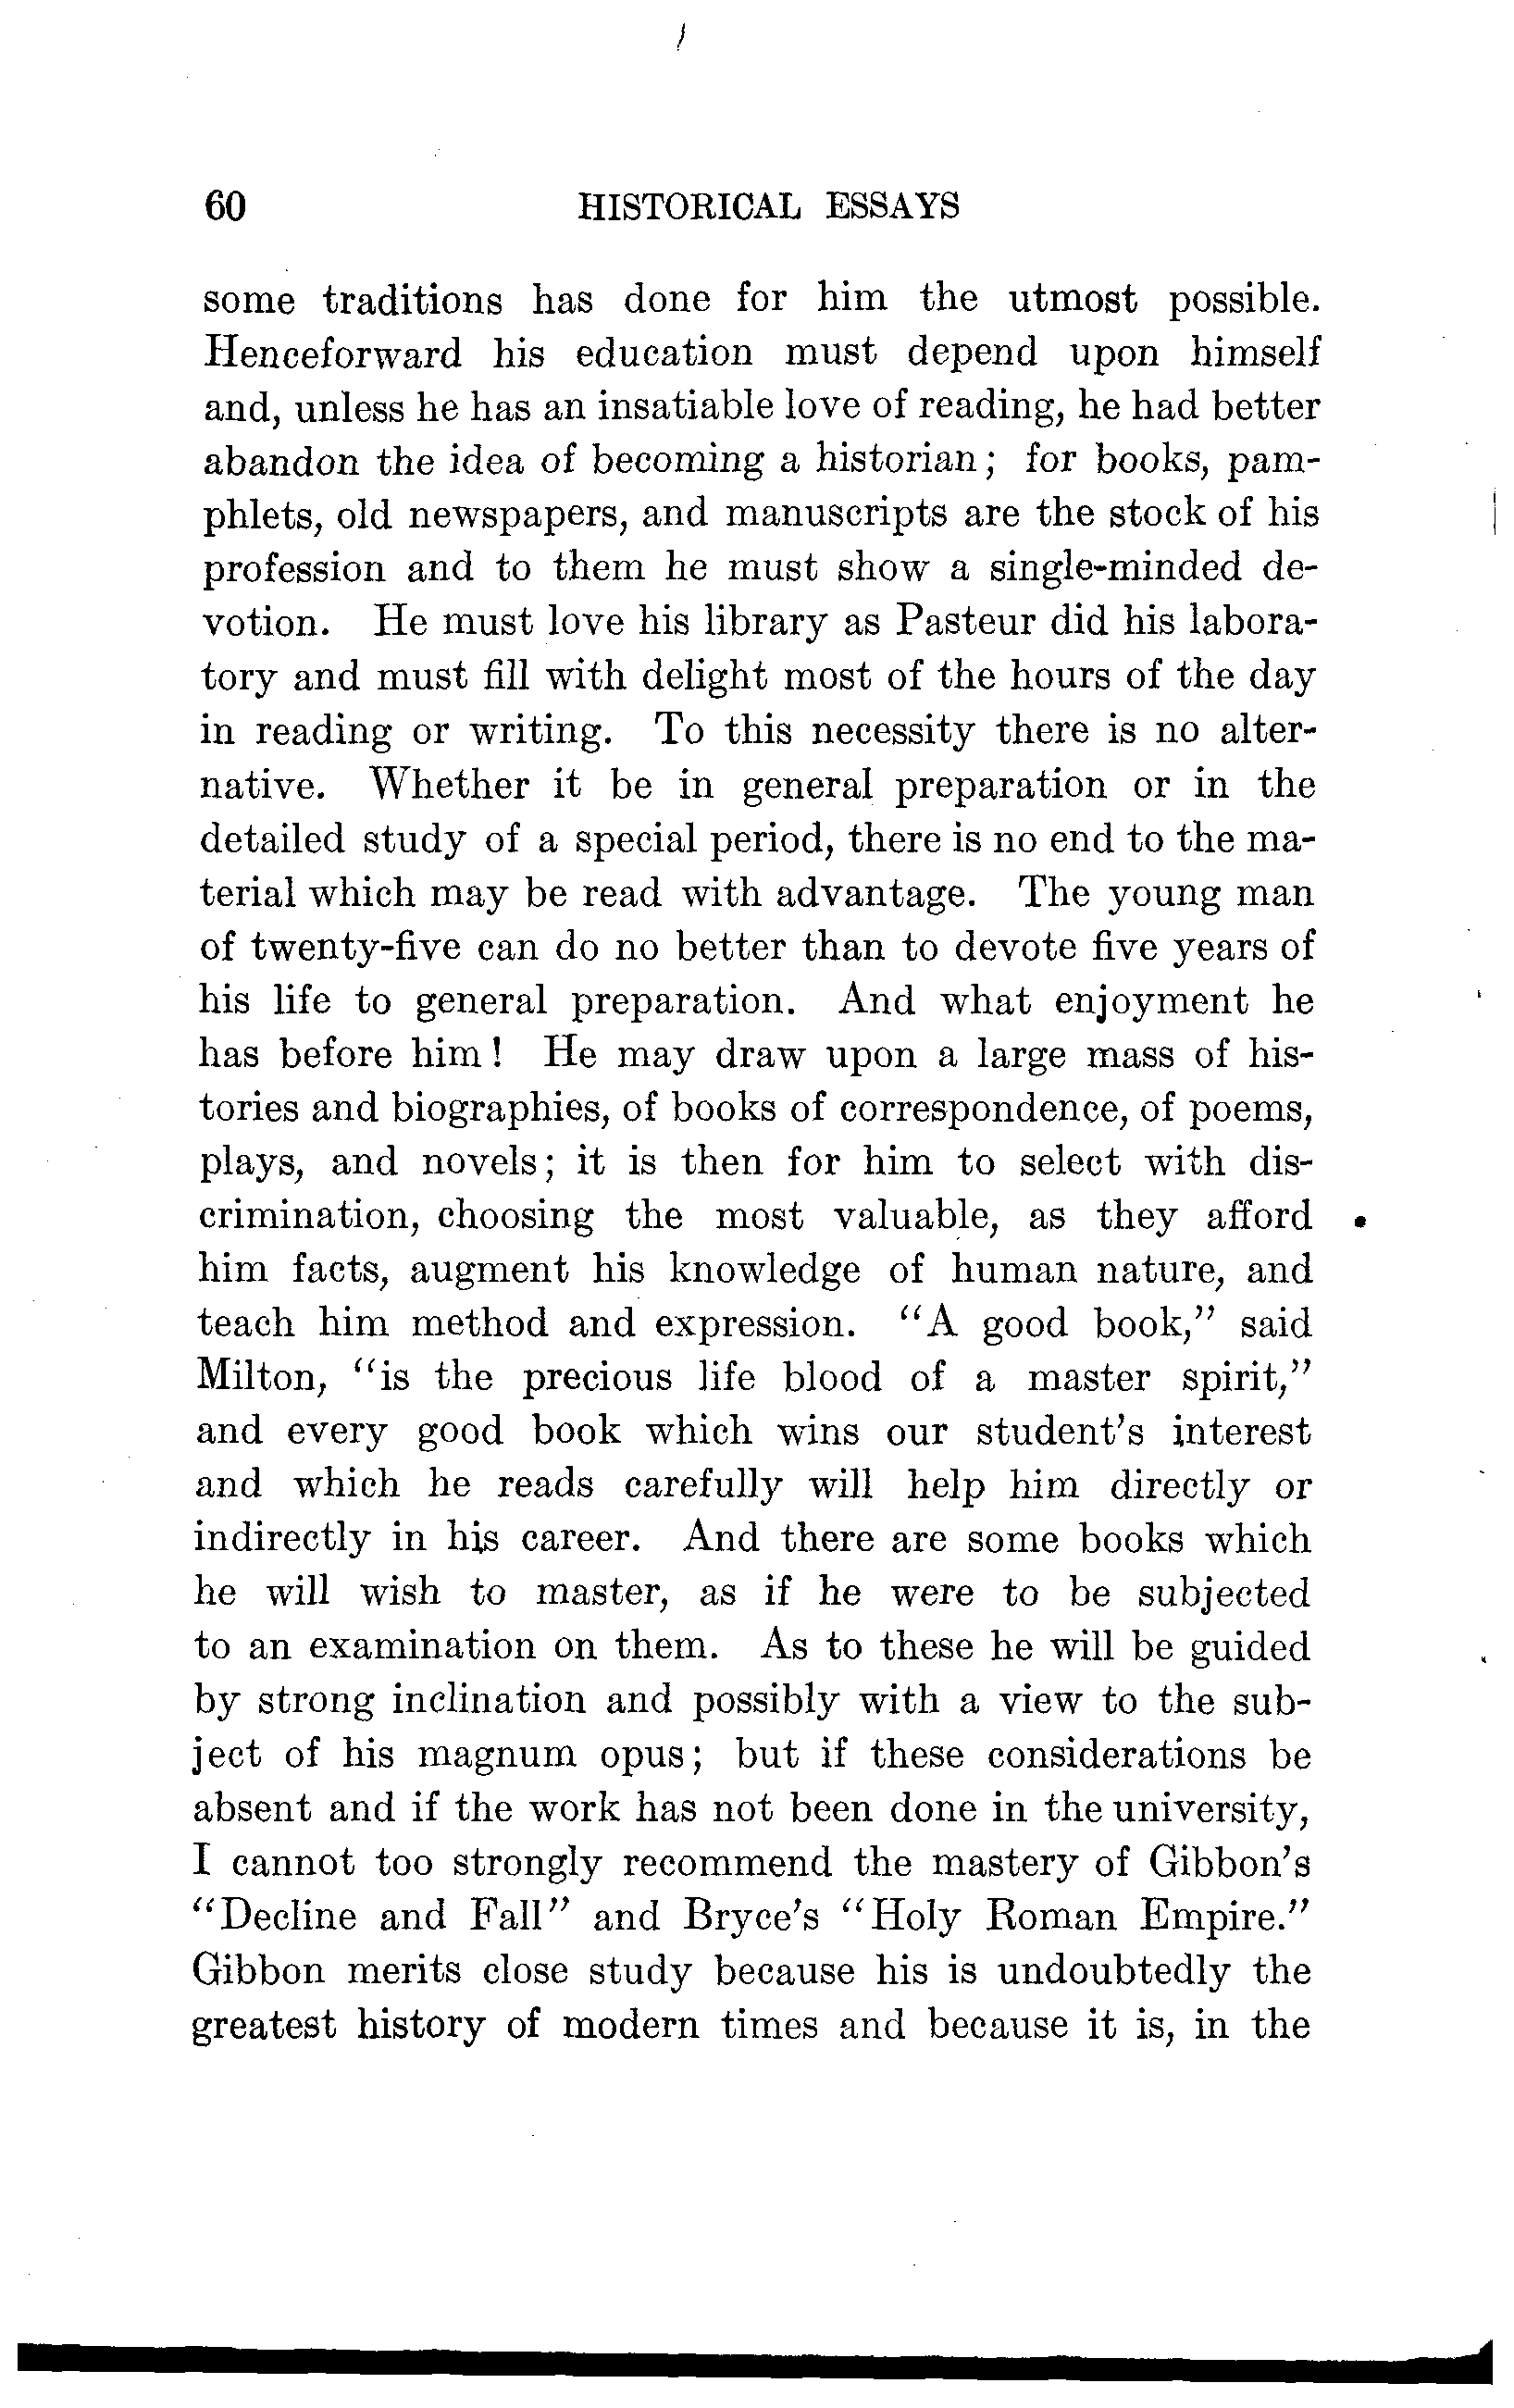 60 HISTORICAL ESSAYS
some traditions has done for him the utmost possible.
Henceforward his education must depend upon himself
and, unless he has an insatiable love of reading, he had better
abandon the idea of becoming a historian; for books, pam-
phlets, old newspapers, and manuscripts are the stock of his
profession and to them he must show a single-minded de-
votion. He must love his library as Pasteur did his labora-
tory and must fill with delight most of the hours of the day
in reading or writing. To this necessity there is no alter-
native. Whether it be in general preparation or in the
detailed study of a special period, there is no end to the ma-
terial which may be read with advantage. The young man
of twenty-five can do no better than to devote five years of
his life to general preparation. And what enjoyment he
has before him! He may draw upon a large mass of his-
tories and biographies, of books of correspondence, of poems,
plays, and novels; it is then for him to select with dis-
crimination, choosing the most valuable, as they afford
him facts, augment his knowledge of human nature, and
teach him method and expression. "A good book," said
Milton, "is the precious life blood of a master spirit,"
and every good book which wins our student's interest
and which he reads carefully will help him directly or
indirectly in his career. And there are some books which
he will wish to master, as if he were to be subjected
to an examination on them. As to these he will be guided
by strong inclination and possibly with a view to the sub-
ject of his magnum opus; but if these considerations be
absent and if the work has not been done in the university,
I cannot too strongly recommend the mastery of Gibbon's
"Decline and Fall" and Bryce's "Holy Roman Empire."
Gibbon merits close study because his is undoubtedly the
greatest history of modern times and because it is, in the